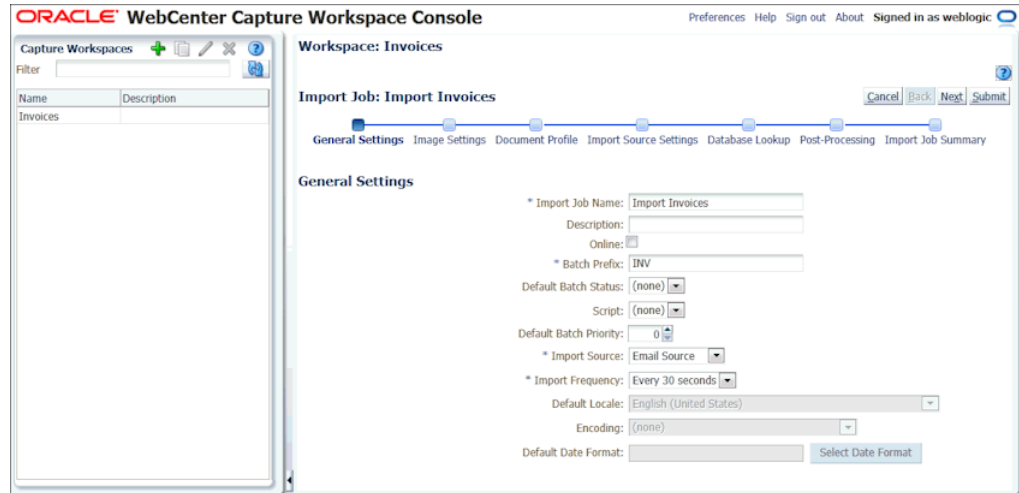 ORACLE WebCenter Capture Workspace Console
Preferences Help Sign out About Signed in as weblogic
Capture Workspaces
Filter
Name Description
Invoices
Workspace: Invoices
Import Job: Import Invoices
Cancel Back Next Submit
General Settings Image Settings Document Profile Import Source Settings Database Lookup Post-Processing Import Job Summary
General Settings
* Import Job Name: Import Invoices
Description:
Online:
* Batch Prefix: INV
Default Batch Status: (none)
Script: (none)
Default Batch Priority: 0
* Import Source: Email Source
* Import Frequency: Every 30 seconds
Default Locale: English (United States)
Encoding: (none)
Default Date Format: Select Date Format